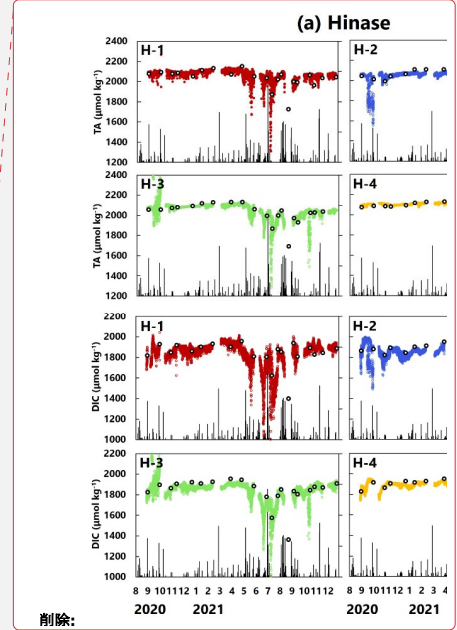 (a) Hinase
2400
2200
2000
1800
1600
1400
1200
TA (μmol kg⁻¹)
H-1
H-2
2400
2200
2000
1800
1600
1400
1200
TA (μmol kg⁻¹)
H-3
H-4
2200
2000
1800
1600
1400
1200
1000
DIC (μmol kg⁻¹)
H-1
H-2
2200
2000
1800
1600
1400
1200
1000
DIC (μmol kg⁻¹)
H-3
H-4
8 9 10 11 12 1 2 3 4 5 6 7 8 9 10 11 12
8 9 10 11 12 1 2 3 4
2020 2021
2020 2021
削除: